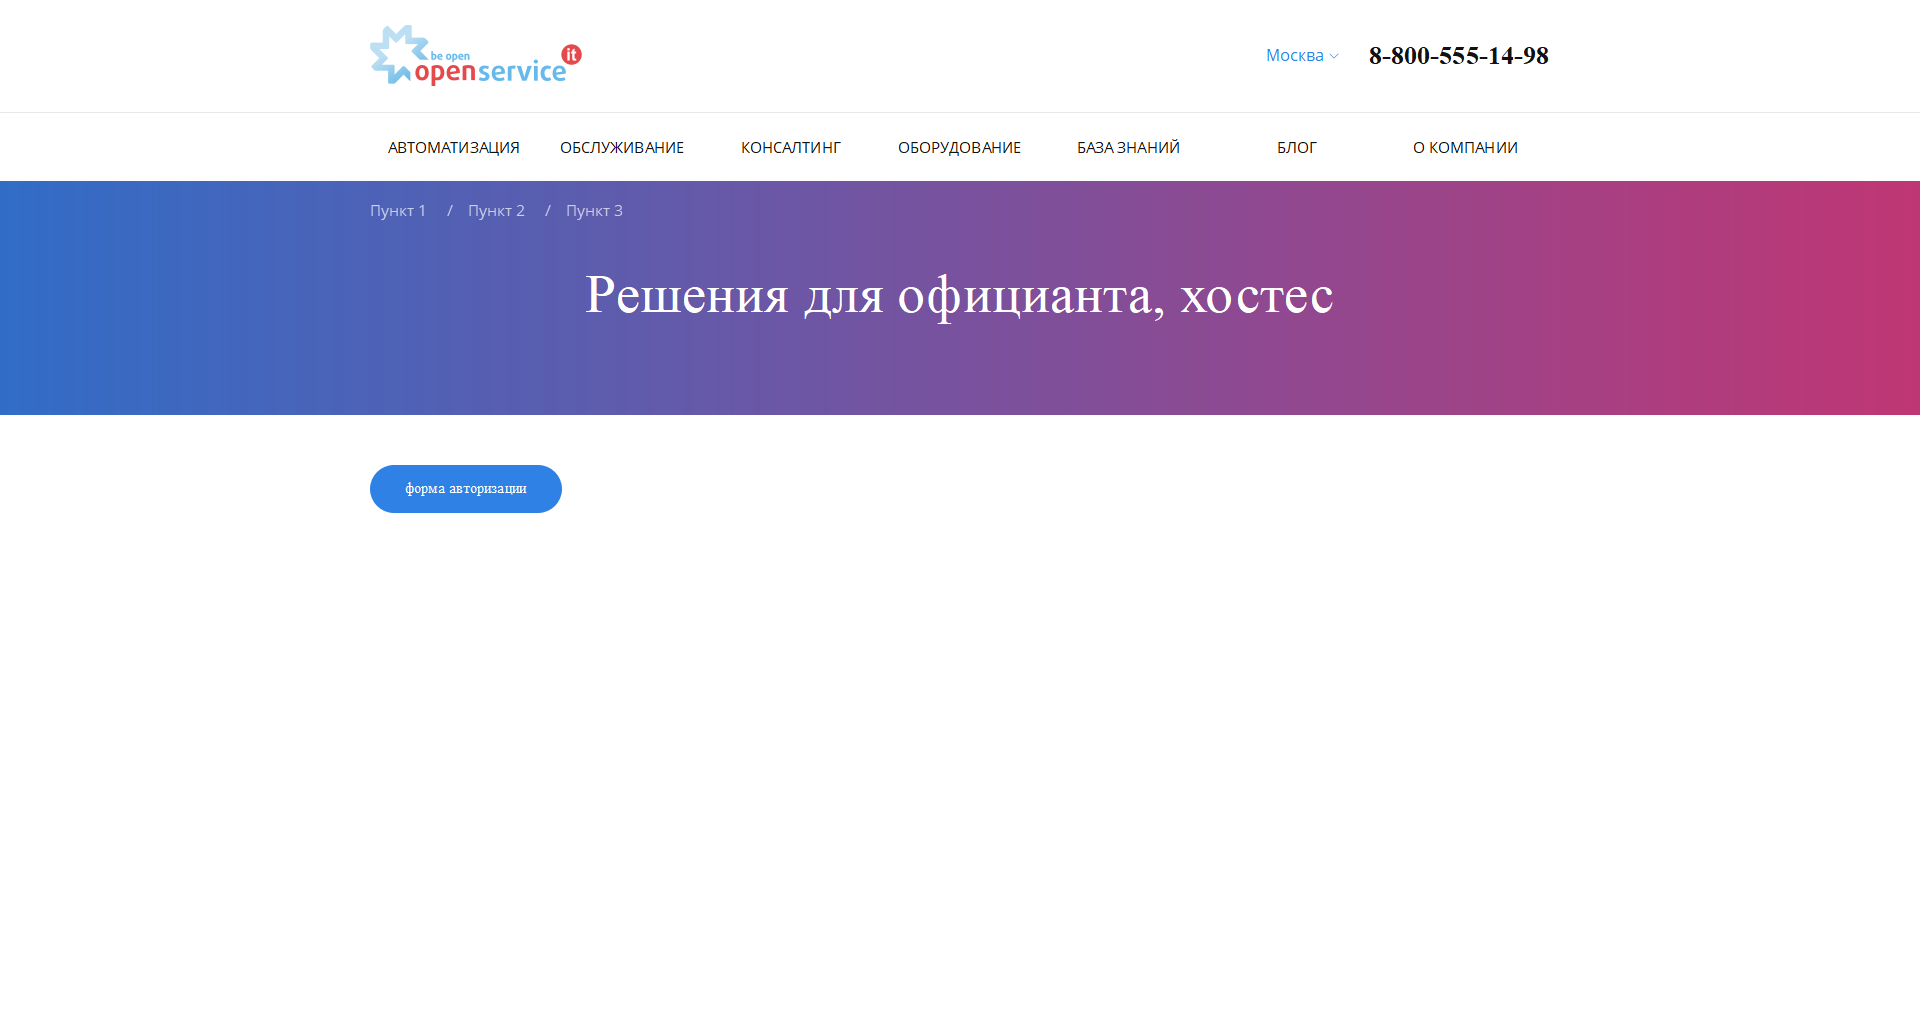 be open
openservice it
Москва
8-800-555-14-98
АВТОМАТИЗАЦИЯ ОБСЛУЖИВАНИЕ КОНСАЛТИНГ ОБОРУДОВАНИЕ БАЗА ЗНАНИЙ БЛОГ О КОМПАНИИ
Пункт 1 / Пункт 2 / Пункт 3
Решения для официанта, хостес
форма авторизации